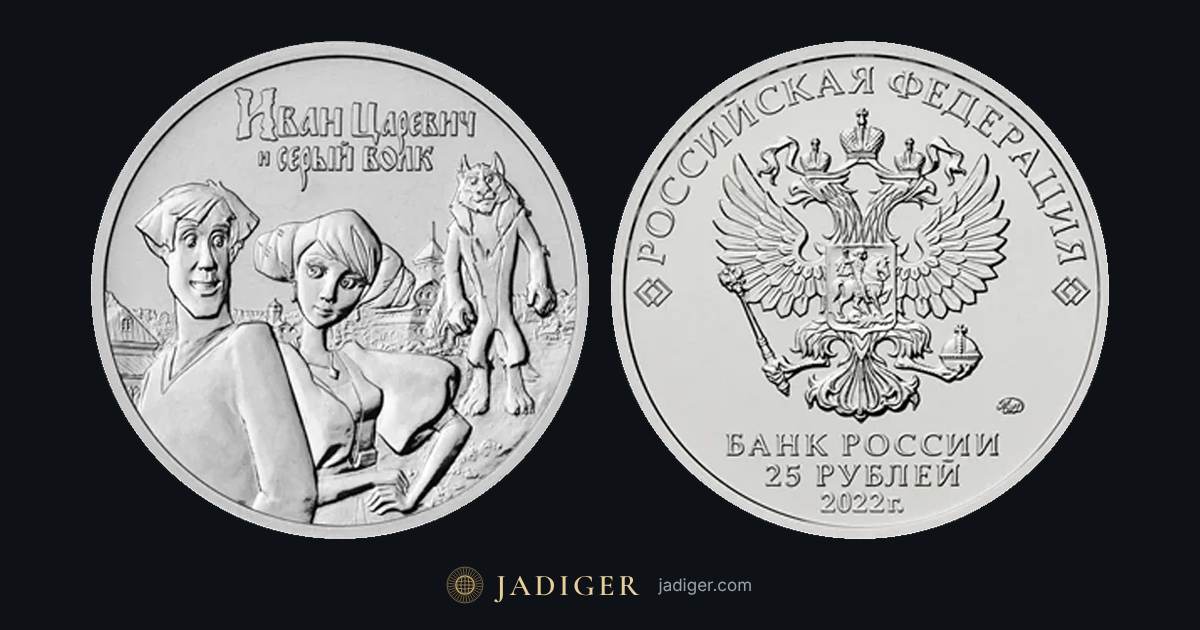 Иван Царевич
и серый волк
РОССИЙСКАЯ ФЕДЕРАЦИЯ
БАНК РОССИИ
25 РУБЛЕЙ
2022 г.
JADIGER jadiger.com